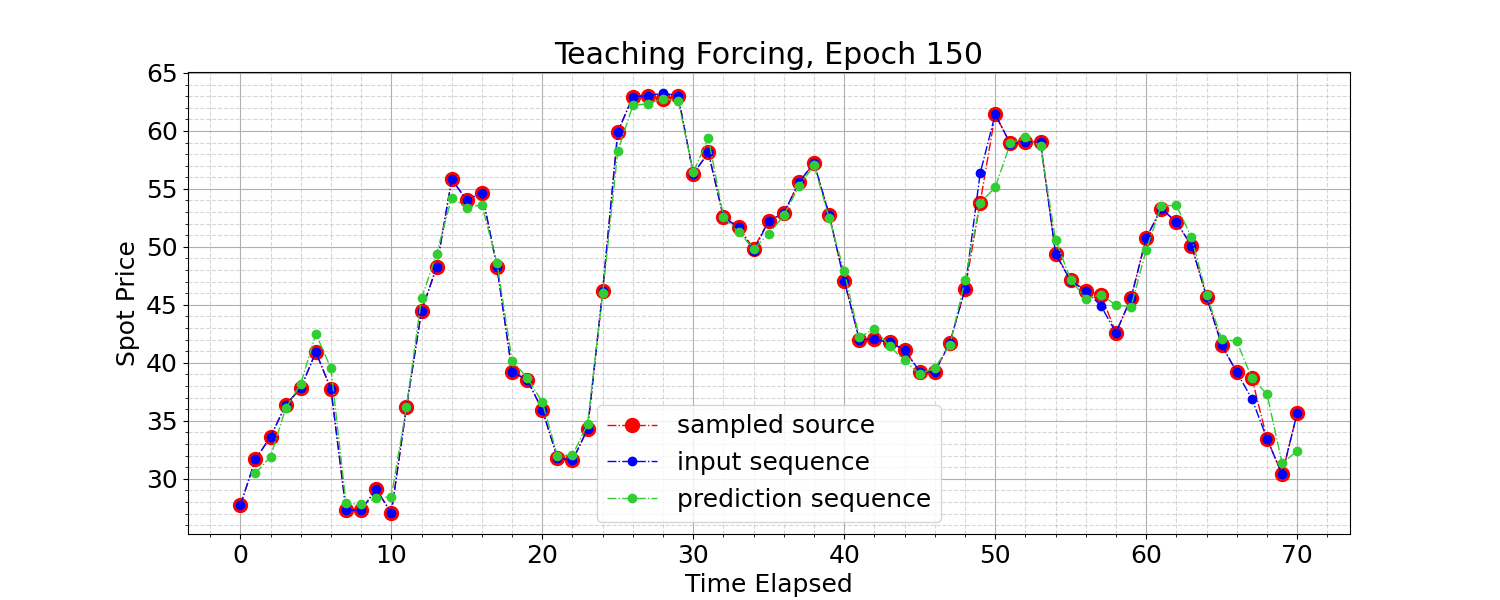 Teaching Forcing, Epoch 150
65
60
55
50
45
40
35
30
Spot Price
sampled source
input sequence
prediction sequence
0 10 20 30 40 50 60 70
Time Elapsed